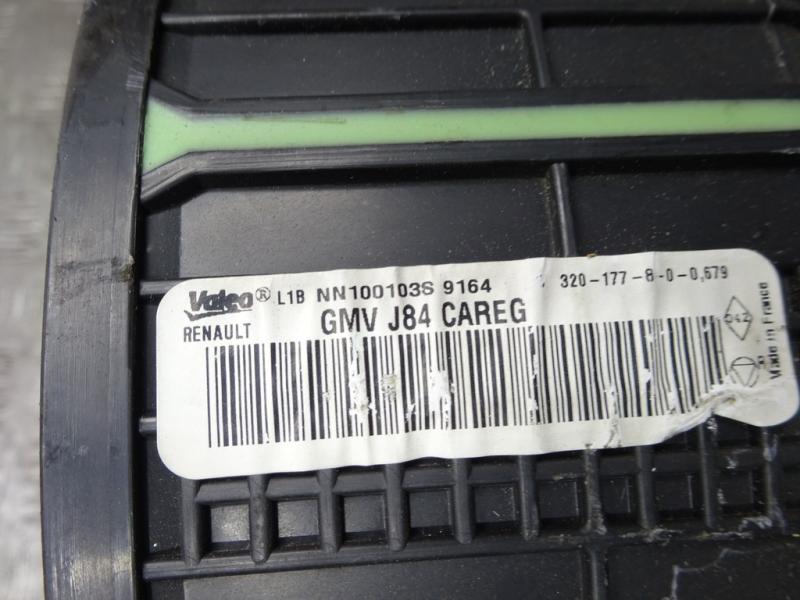 Valeo® L1B NN100103S 9164 320-177-8-0-0,679
RENAULT GMV J84 CAREG
Made in France